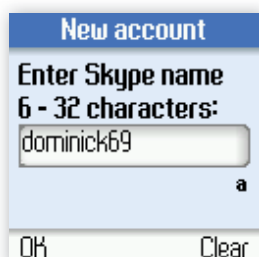 New account
Enter Skype name
6 - 32 characters:
dominick69
a
OK Clear